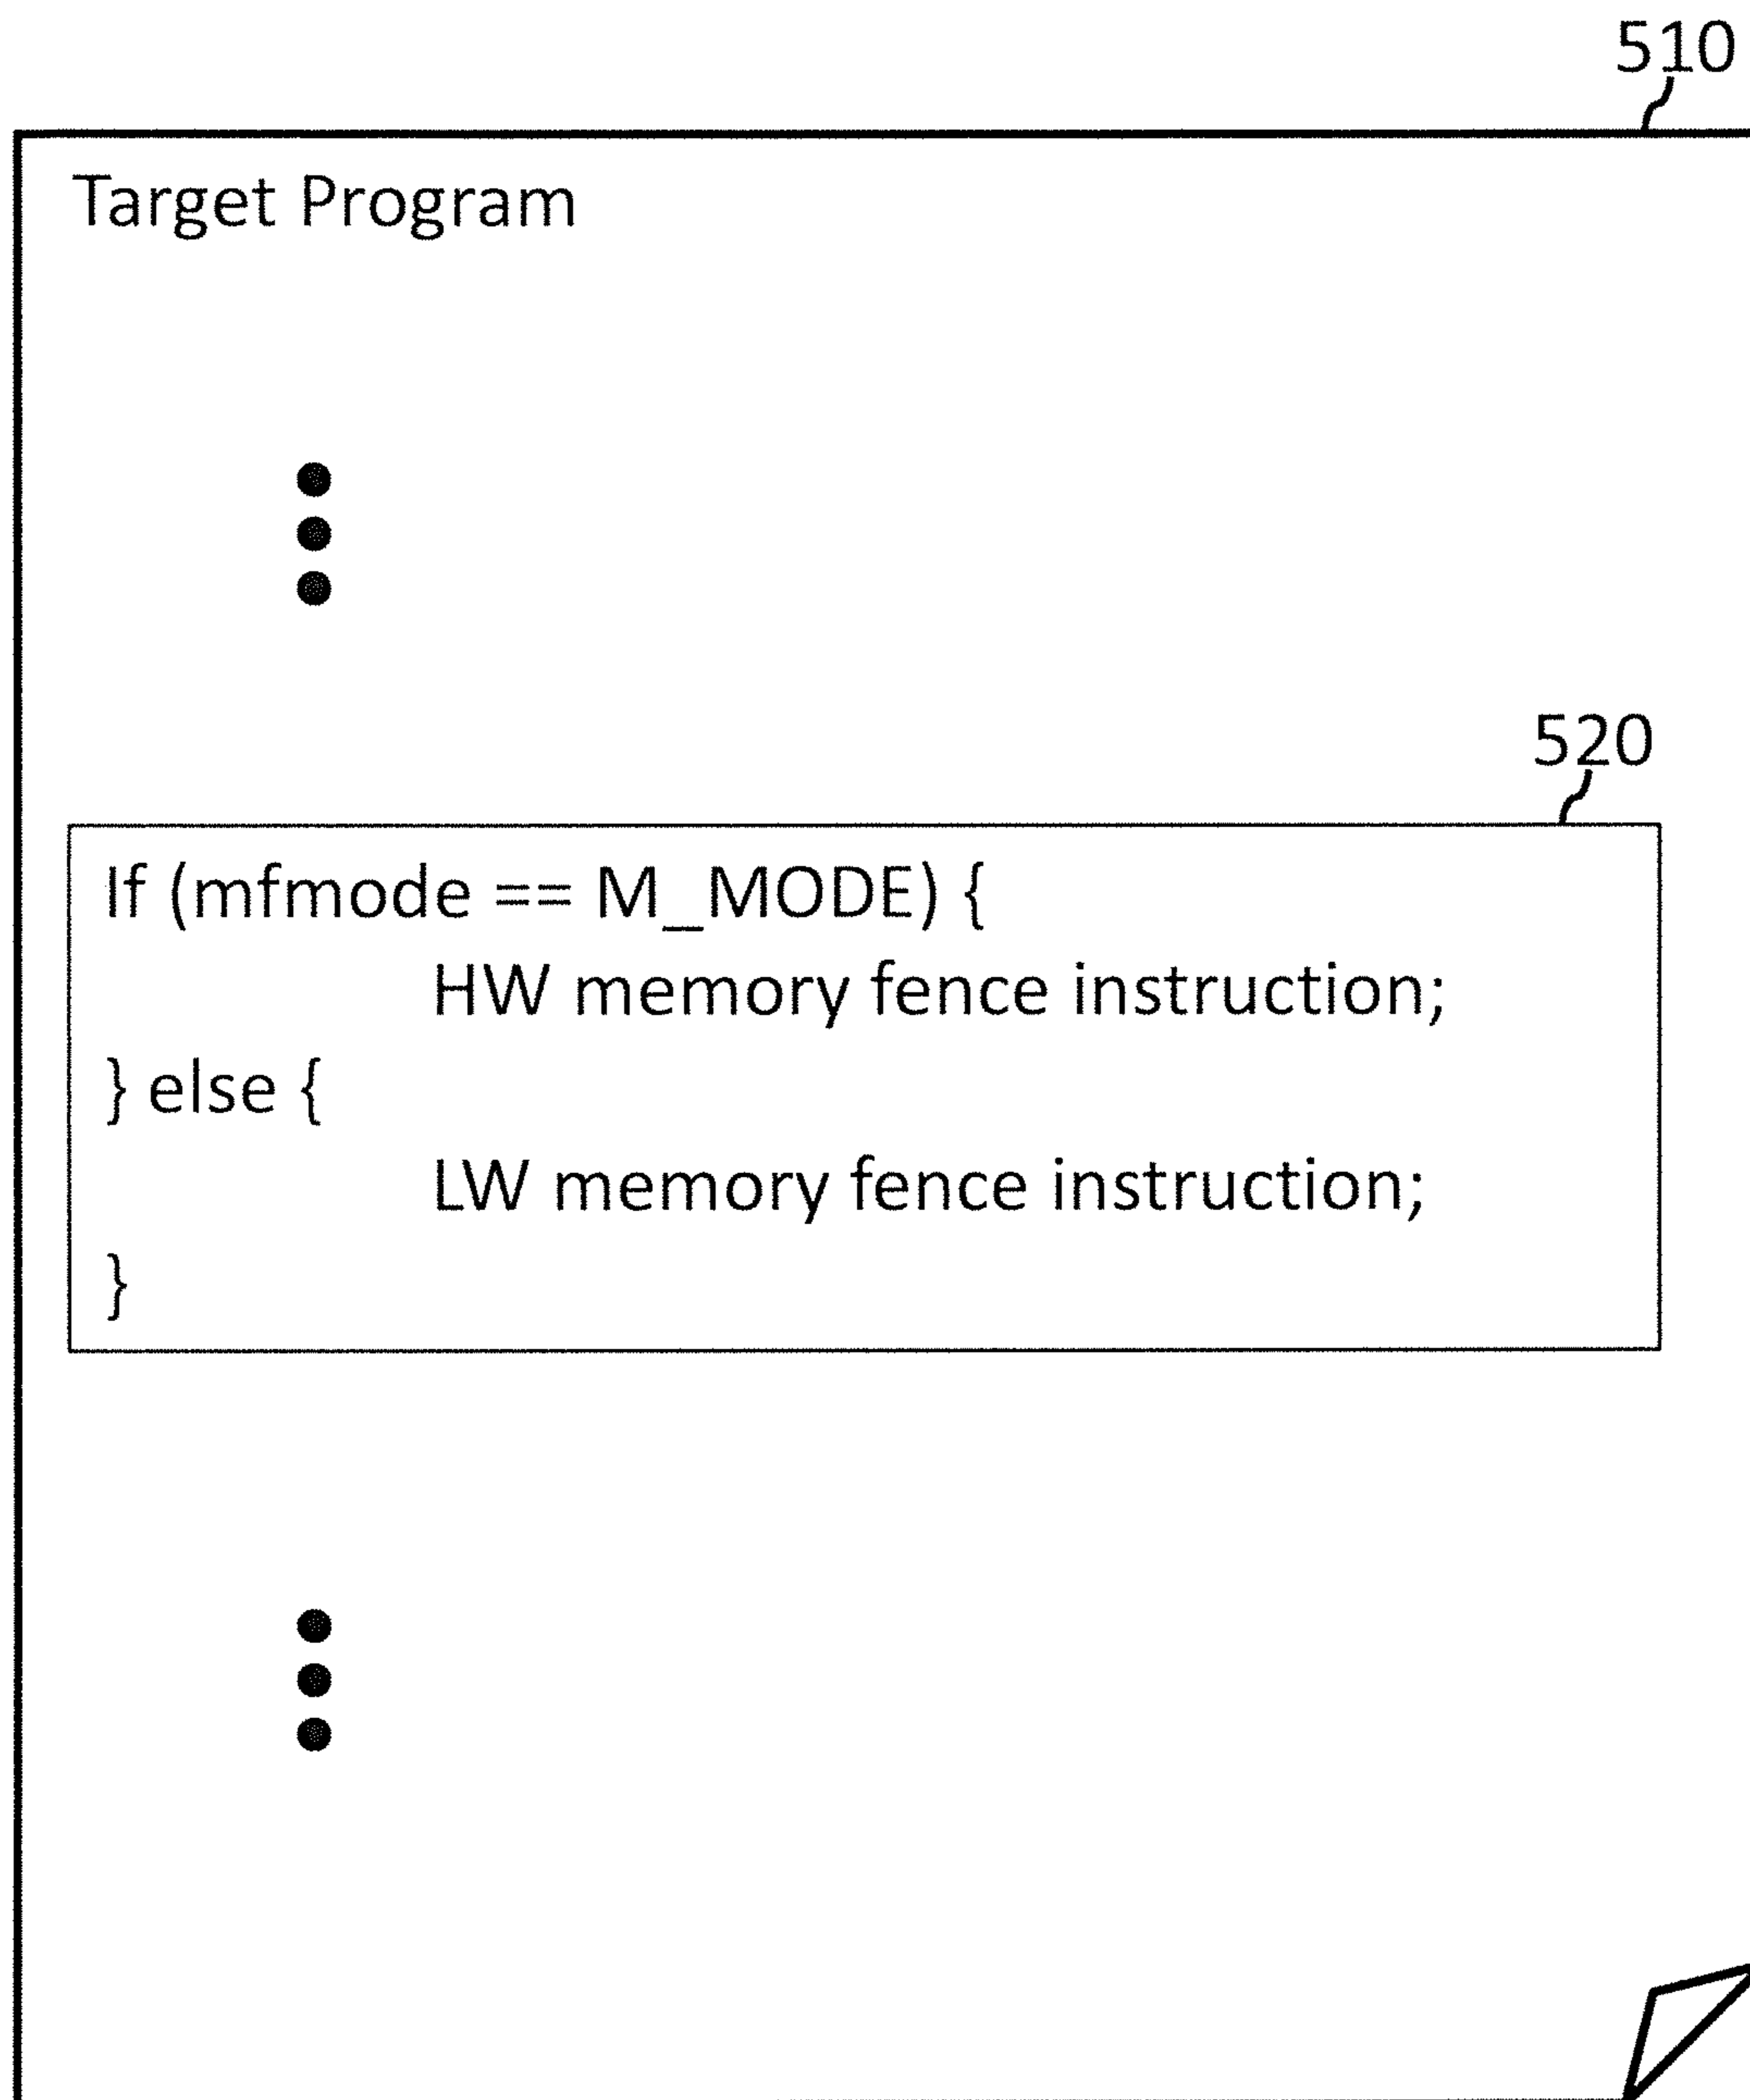 510
Target Program
520
If (mfmode == M_MODE) {
HW memory fence instruction;
} else {
LW memory fence instruction;
}